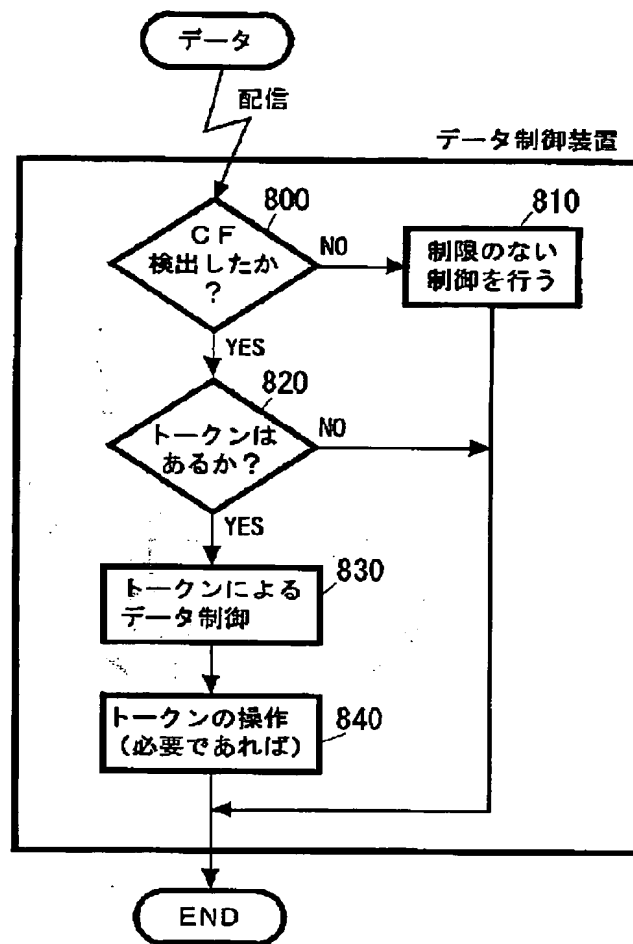 データ
配信
データ制御装置
800
CF
検出したか
?
NO
810
制限のない
制御を行う
YES
820
トークンは
あるか?
NO
YES
830
トークンによる
データ制御
トークンの操作
(必要であれば)
840
END